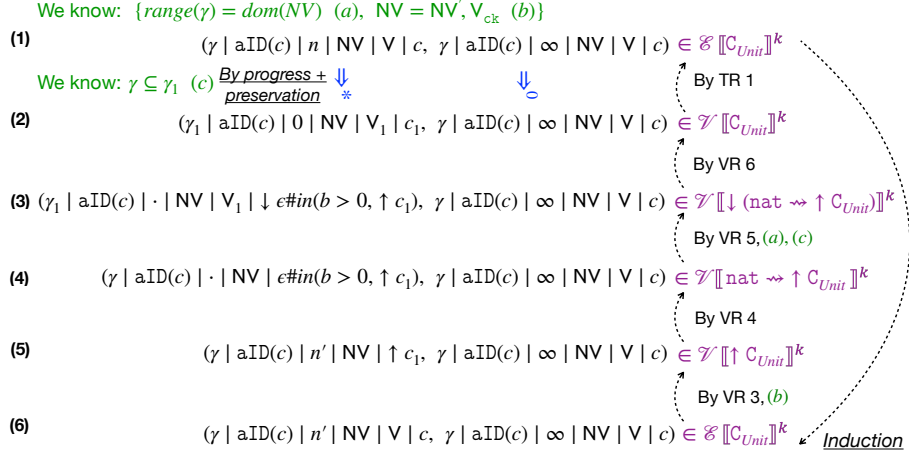 We know: {range(γ) = dom(NV) (a), NV = NV', V_ck (b)}
(1) (γ | aID(c) | n | NV | V | c, γ | aID(c) | ∞ | NV | V | c) ∈ ℰ ⟦C_Unit⟧^k
We know: γ ⊆ γ₁ (c) By progress + preservation ⇓* ⇓0 By TR 1
(2) (γ₁ | aID(c) | 0 | NV | V₁ | c₁, γ | aID(c) | ∞ | NV | V | c) ∈ 𝒱 ⟦C_Unit⟧^k
By VR 6
(3) (γ₁ | aID(c) | · | NV | V₁ | ↓ ϵ#in(b > 0, ↑ c₁), γ | aID(c) | ∞ | NV | V | c) ∈ 𝒱⟦↓ (nat ⇝ ↑ C_Unit)⟧^k
By VR 5, (a), (c)
(4) (γ | aID(c) | · | NV | ϵ#in(b > 0, ↑ c₁), γ | aID(c) | ∞ | NV | V | c) ∈ 𝒱⟦nat ⇝ ↑ C_Unit ⟧^k
By VR 4
(5) (γ | aID(c) | n' | NV | ↑ c₁, γ | aID(c) | ∞ | NV | V | c) ∈ 𝒱⟦↑ C_Unit⟧^k
By VR 3, (b)
(6) (γ | aID(c) | n' | NV | V | c, γ | aID(c) | ∞ | NV | V | c) ∈ ℰ ⟦C_Unit⟧^k
Induction